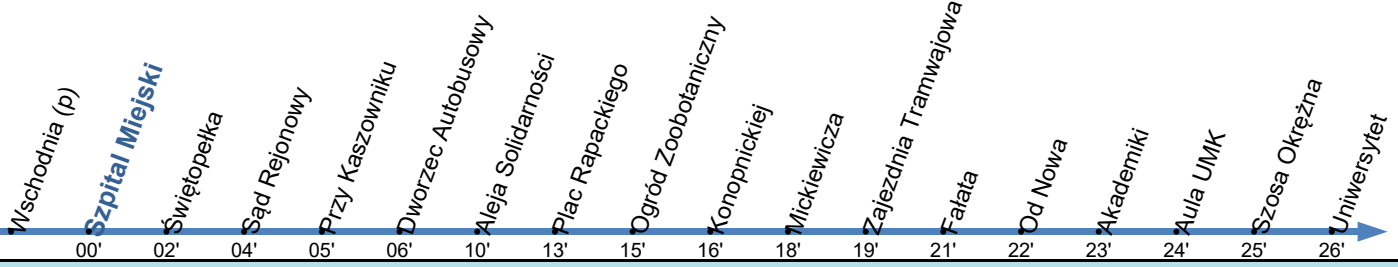 Wschodnia (p)
Szpital Miejski
Świętopełka
Sąd Rejonowy
Przy Kaszowniku
Dworzec Autobusowy
Aleja Solidarności
Plac Rapackiego
Ogród Zoobotaniczny
Konopnickiej
Mickiewicza
Zajezdnia Tramwajowa
Fałata
Od Nowa
Akademiki
Aula UMK
Szosa Okrężna
Uniwersytet
00' 02' 04' 05' 06' 10' 13' 15' 16' 18' 19' 21' 22' 23' 24' 25' 26'